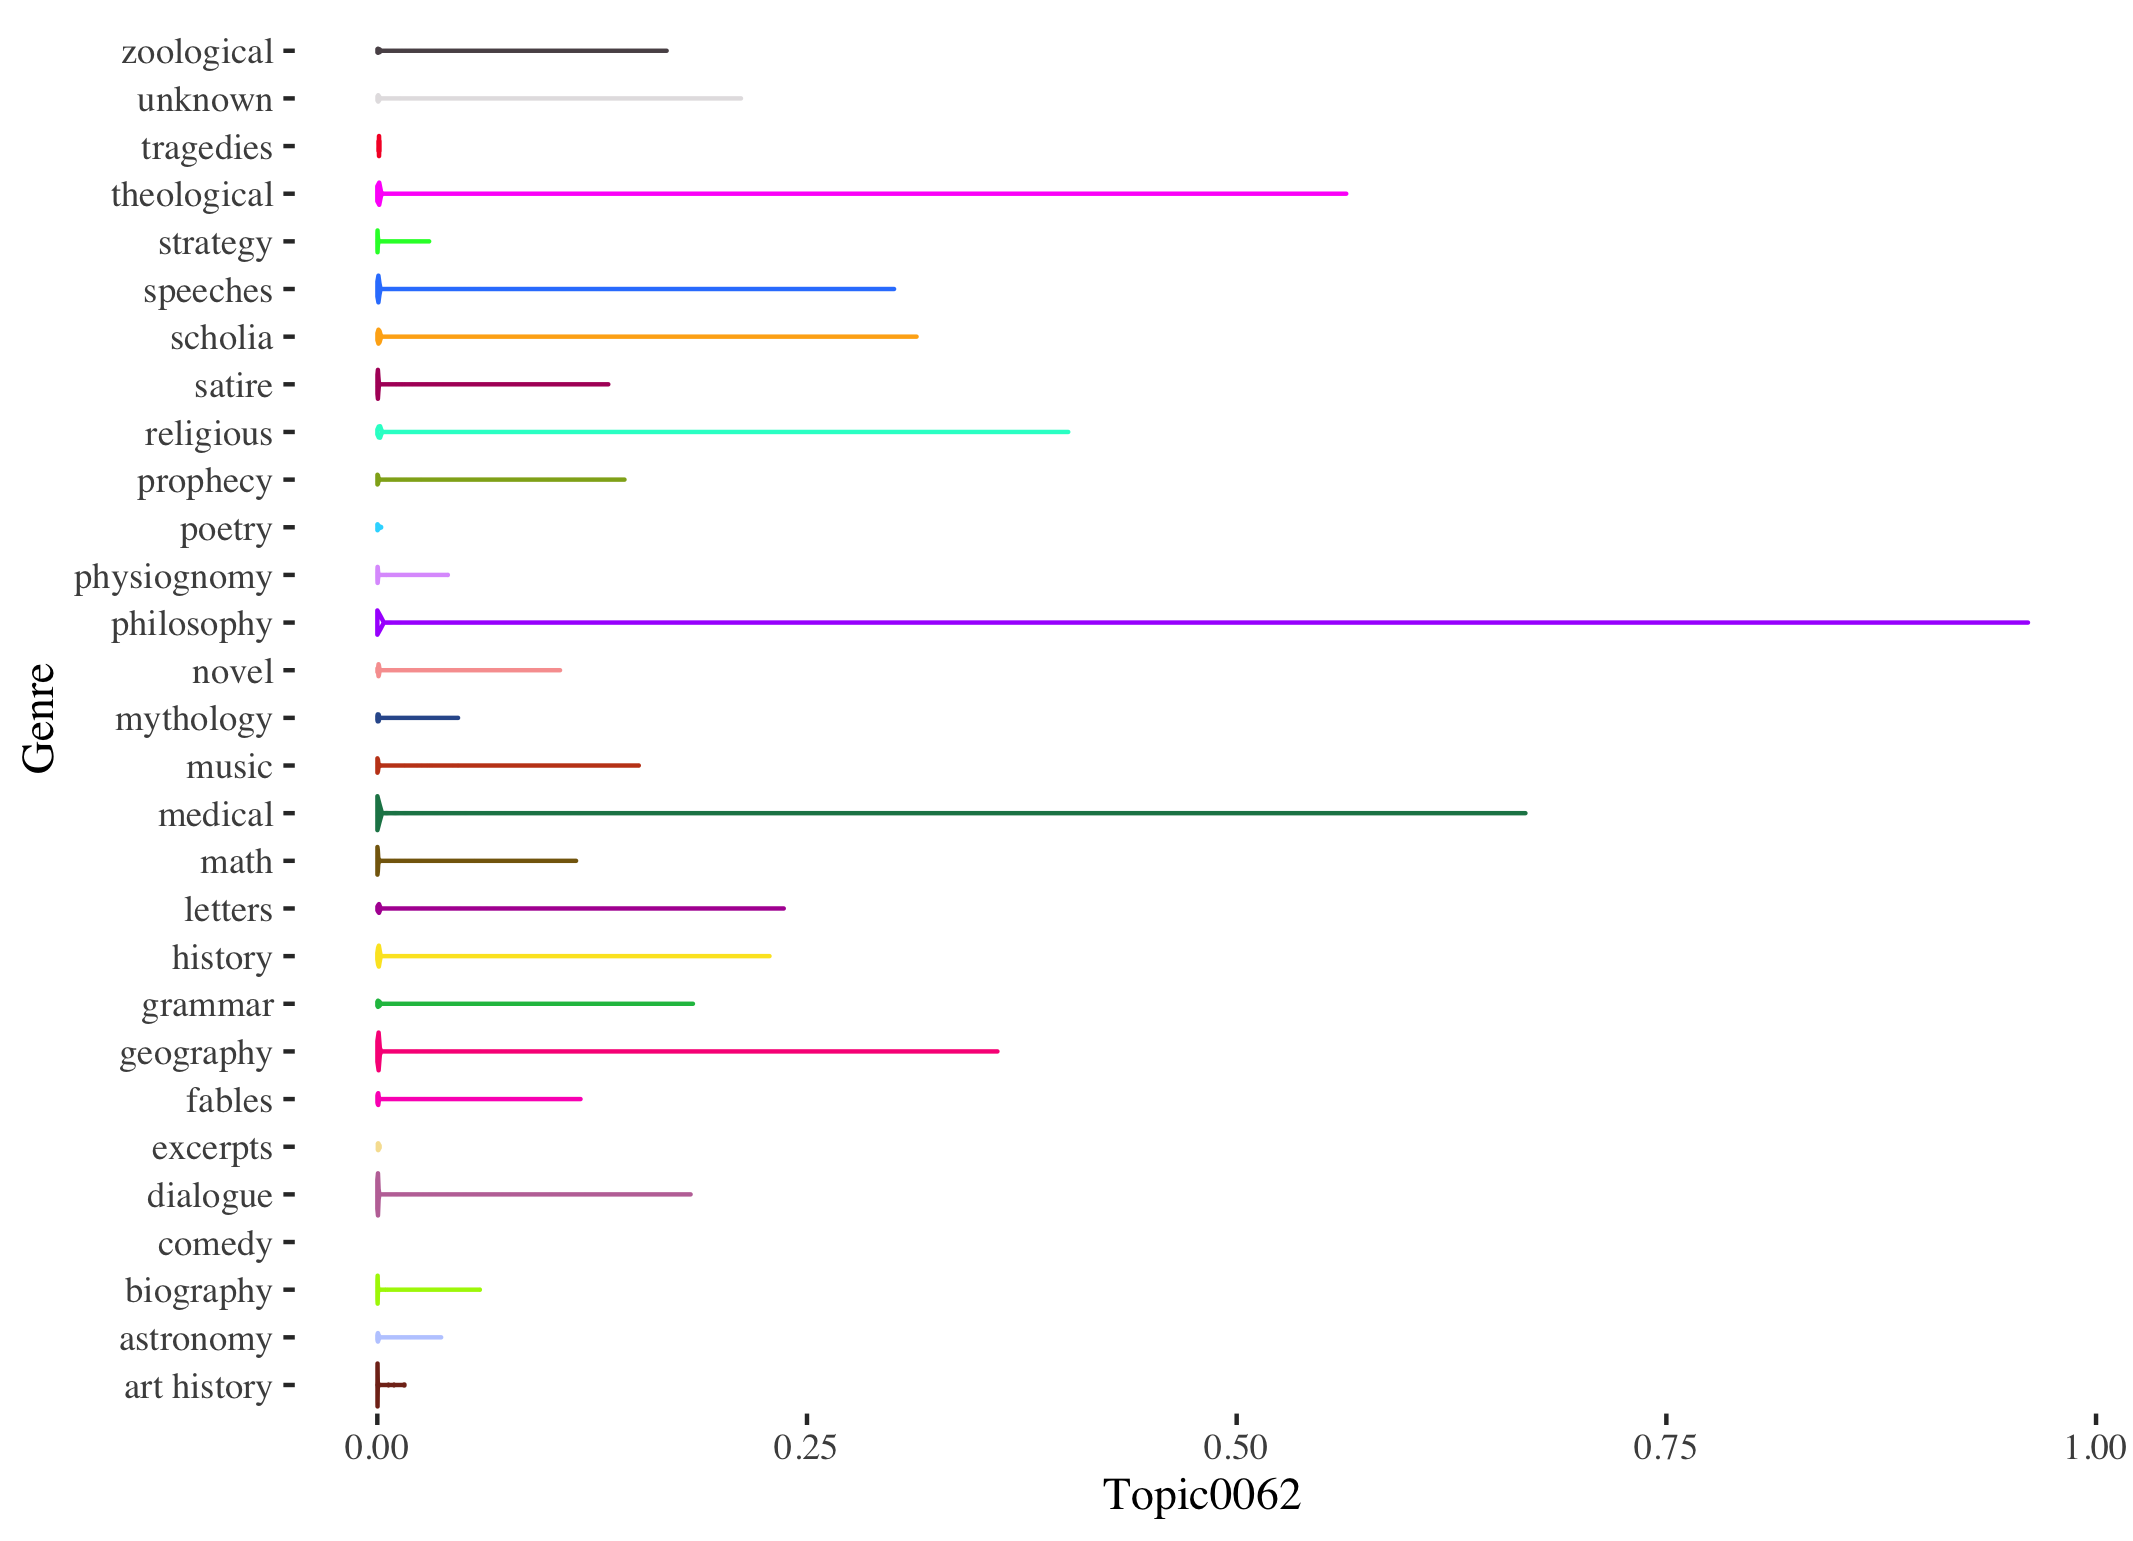 zoological
unknown
tragedies
theological
strategy
speeches
scholia
satire
religious
prophecy
poetry
physiognomy
philosophy
novel
mythology
music
medical
math
letters
history
grammar
geography
fables
excerpts
dialogue
comedy
biography
astronomy
art history
Genre
0.00 0.25 0.50 0.75 1.00
Topic0062